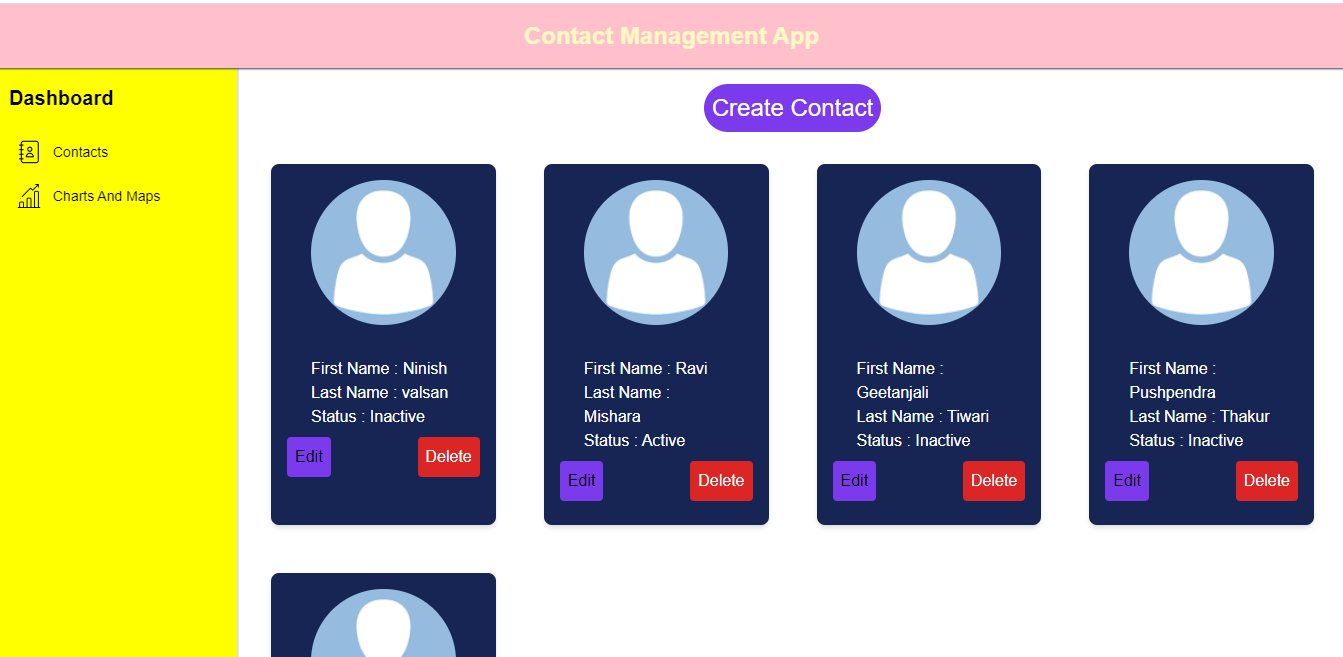 Contact Management App
Dashboard
Contacts
Charts And Maps
Create Contact
First Name : Ninish
Last Name : valsan
Status : Inactive
Edit
Delete
First Name : Ravi
Last Name :
Mishara
Status : Active
Edit
Delete
First Name :
Geetanjali
Last Name : Tiwari
Status : Inactive
Edit
Delete
First Name :
Pushpendra
Last Name : Thakur
Status : Inactive
Edit
Delete